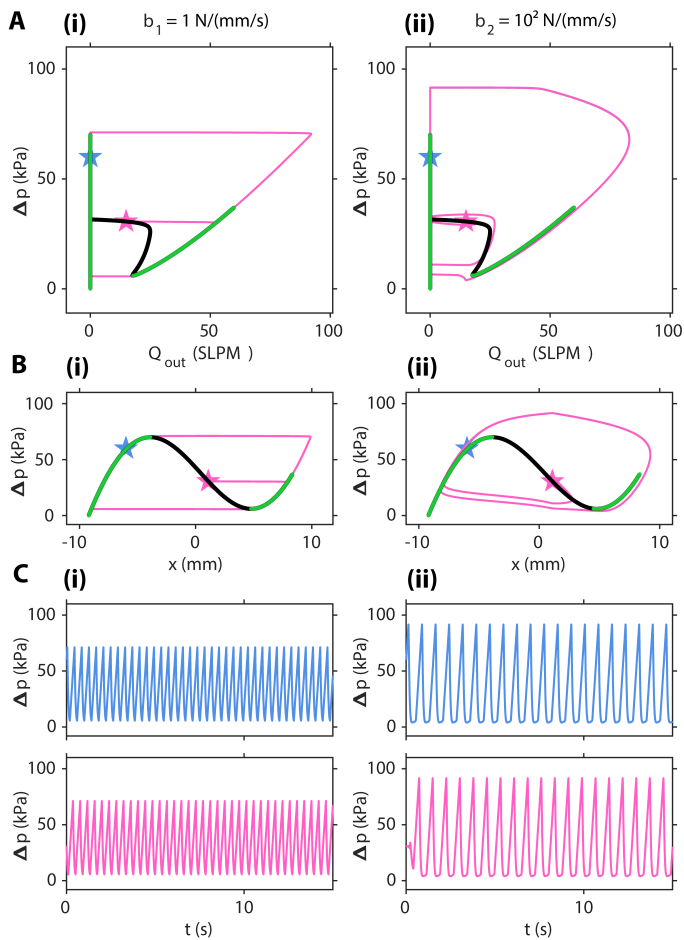 A (i) b₁ = 1 N/(mm/s) (ii) b₂ = 10² N/(mm/s)
100 100
Δp (kPa) Δp (kPa)
50 50
0 0
0 50 100 0 50 100
Q out (SLPM ) Q out (SLPM )
B (i) (ii)
100 100
Δp (kPa) Δp (kPa)
50 50
0 0
-10 0 10 -10 0 10
x (mm) x (mm)
C (i) (ii)
100 100
Δp (kPa) Δp (kPa)
50 50
0 0
100 100
Δp (kPa) Δp (kPa)
50 50
0 0
0 10 0 10
t (s) t (s)